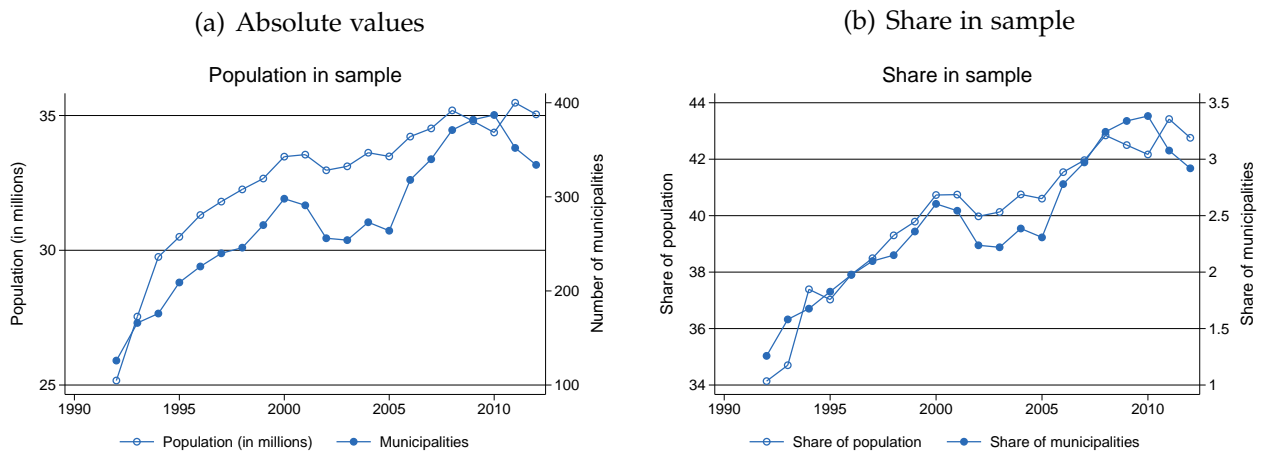 (a) Absolute values
Population in sample
35
30
25
Population (in millions)
400
300
200
100
Number of municipalities
1990 1995 2000 2005 2010
Population (in millions) Municipalities
(b) Share in sample
Share in sample
44
42
40
38
36
34
Share of population
3.5
3
2.5
2
1.5
1
Share of municipalities
1990 1995 2000 2005 2010
Share of population Share of municipalities